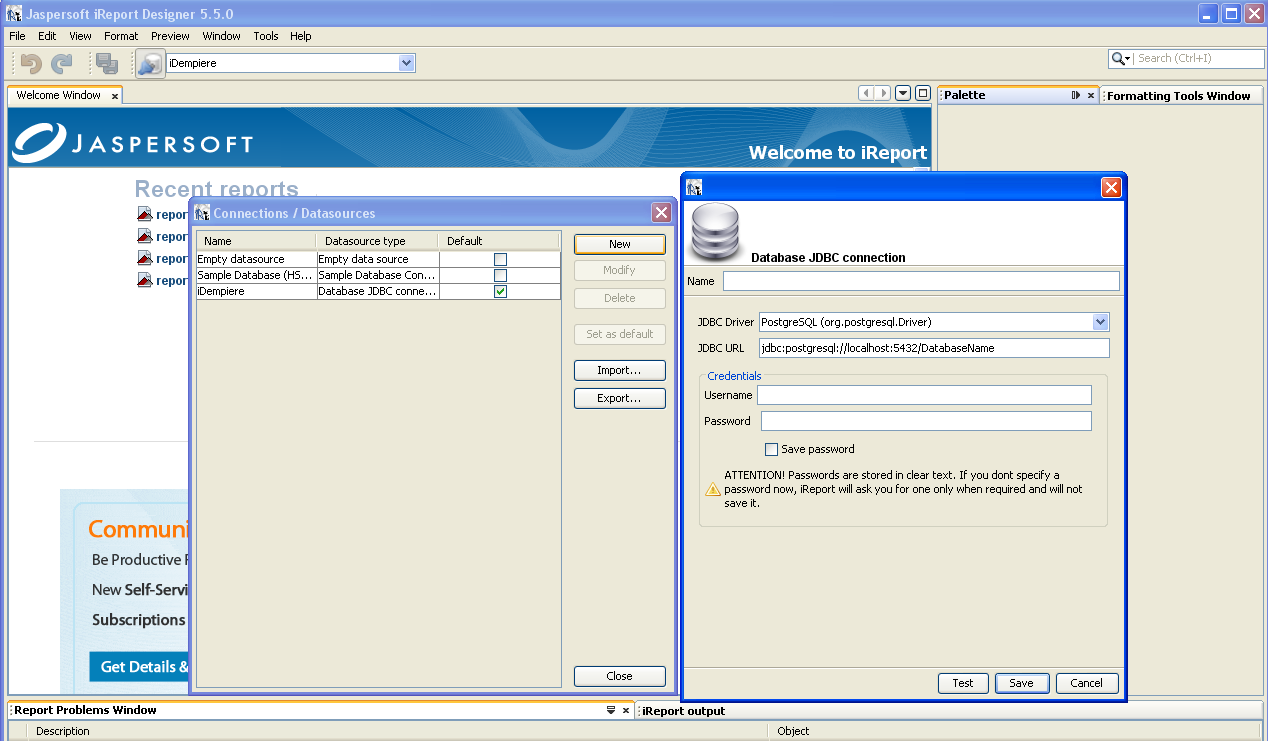 Jaspersoft iReport Designer 5.5.0
File Edit View Format Preview Window Tools Help
iDempiere
Search (Ctrl+I)
Welcome Window
Palette
Formatting Tools Window
JASPERSOFT
Welcome to iReport
Recent reports
repor
repor
repor
repor
Communi
Be Productive
New Self-Servi
Subscriptions
Get Details &
Connections / Datasources
Name Datasource type Default
Empty datasource Empty data source
Sample Database (HS... Sample Database Con...
iDempiere Database JDBC conne...
New
Modify
Delete
Set as default
Import...
Export...
Close
Database JDBC connection
Name
JDBC Driver PostgreSQL (org.postgresql.Driver)
JDBC URL jdbc:postgresql://localhost:5432/DatabaseName
Credentials
Username
Password
Save password
ATTENTION! Passwords are stored in clear text. If you dont specify a
password now, iReport will ask you for one only when required and will not
save it.
Test Save Cancel
Report Problems Window
iReport output
Description Object